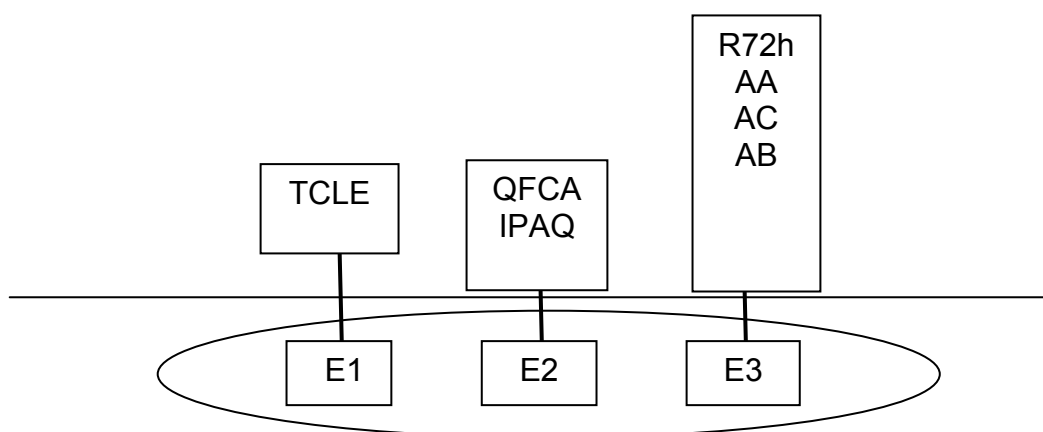 TCLE
QFCA
IPAQ
R72h
AA
AC
AB
E1
E2
E3